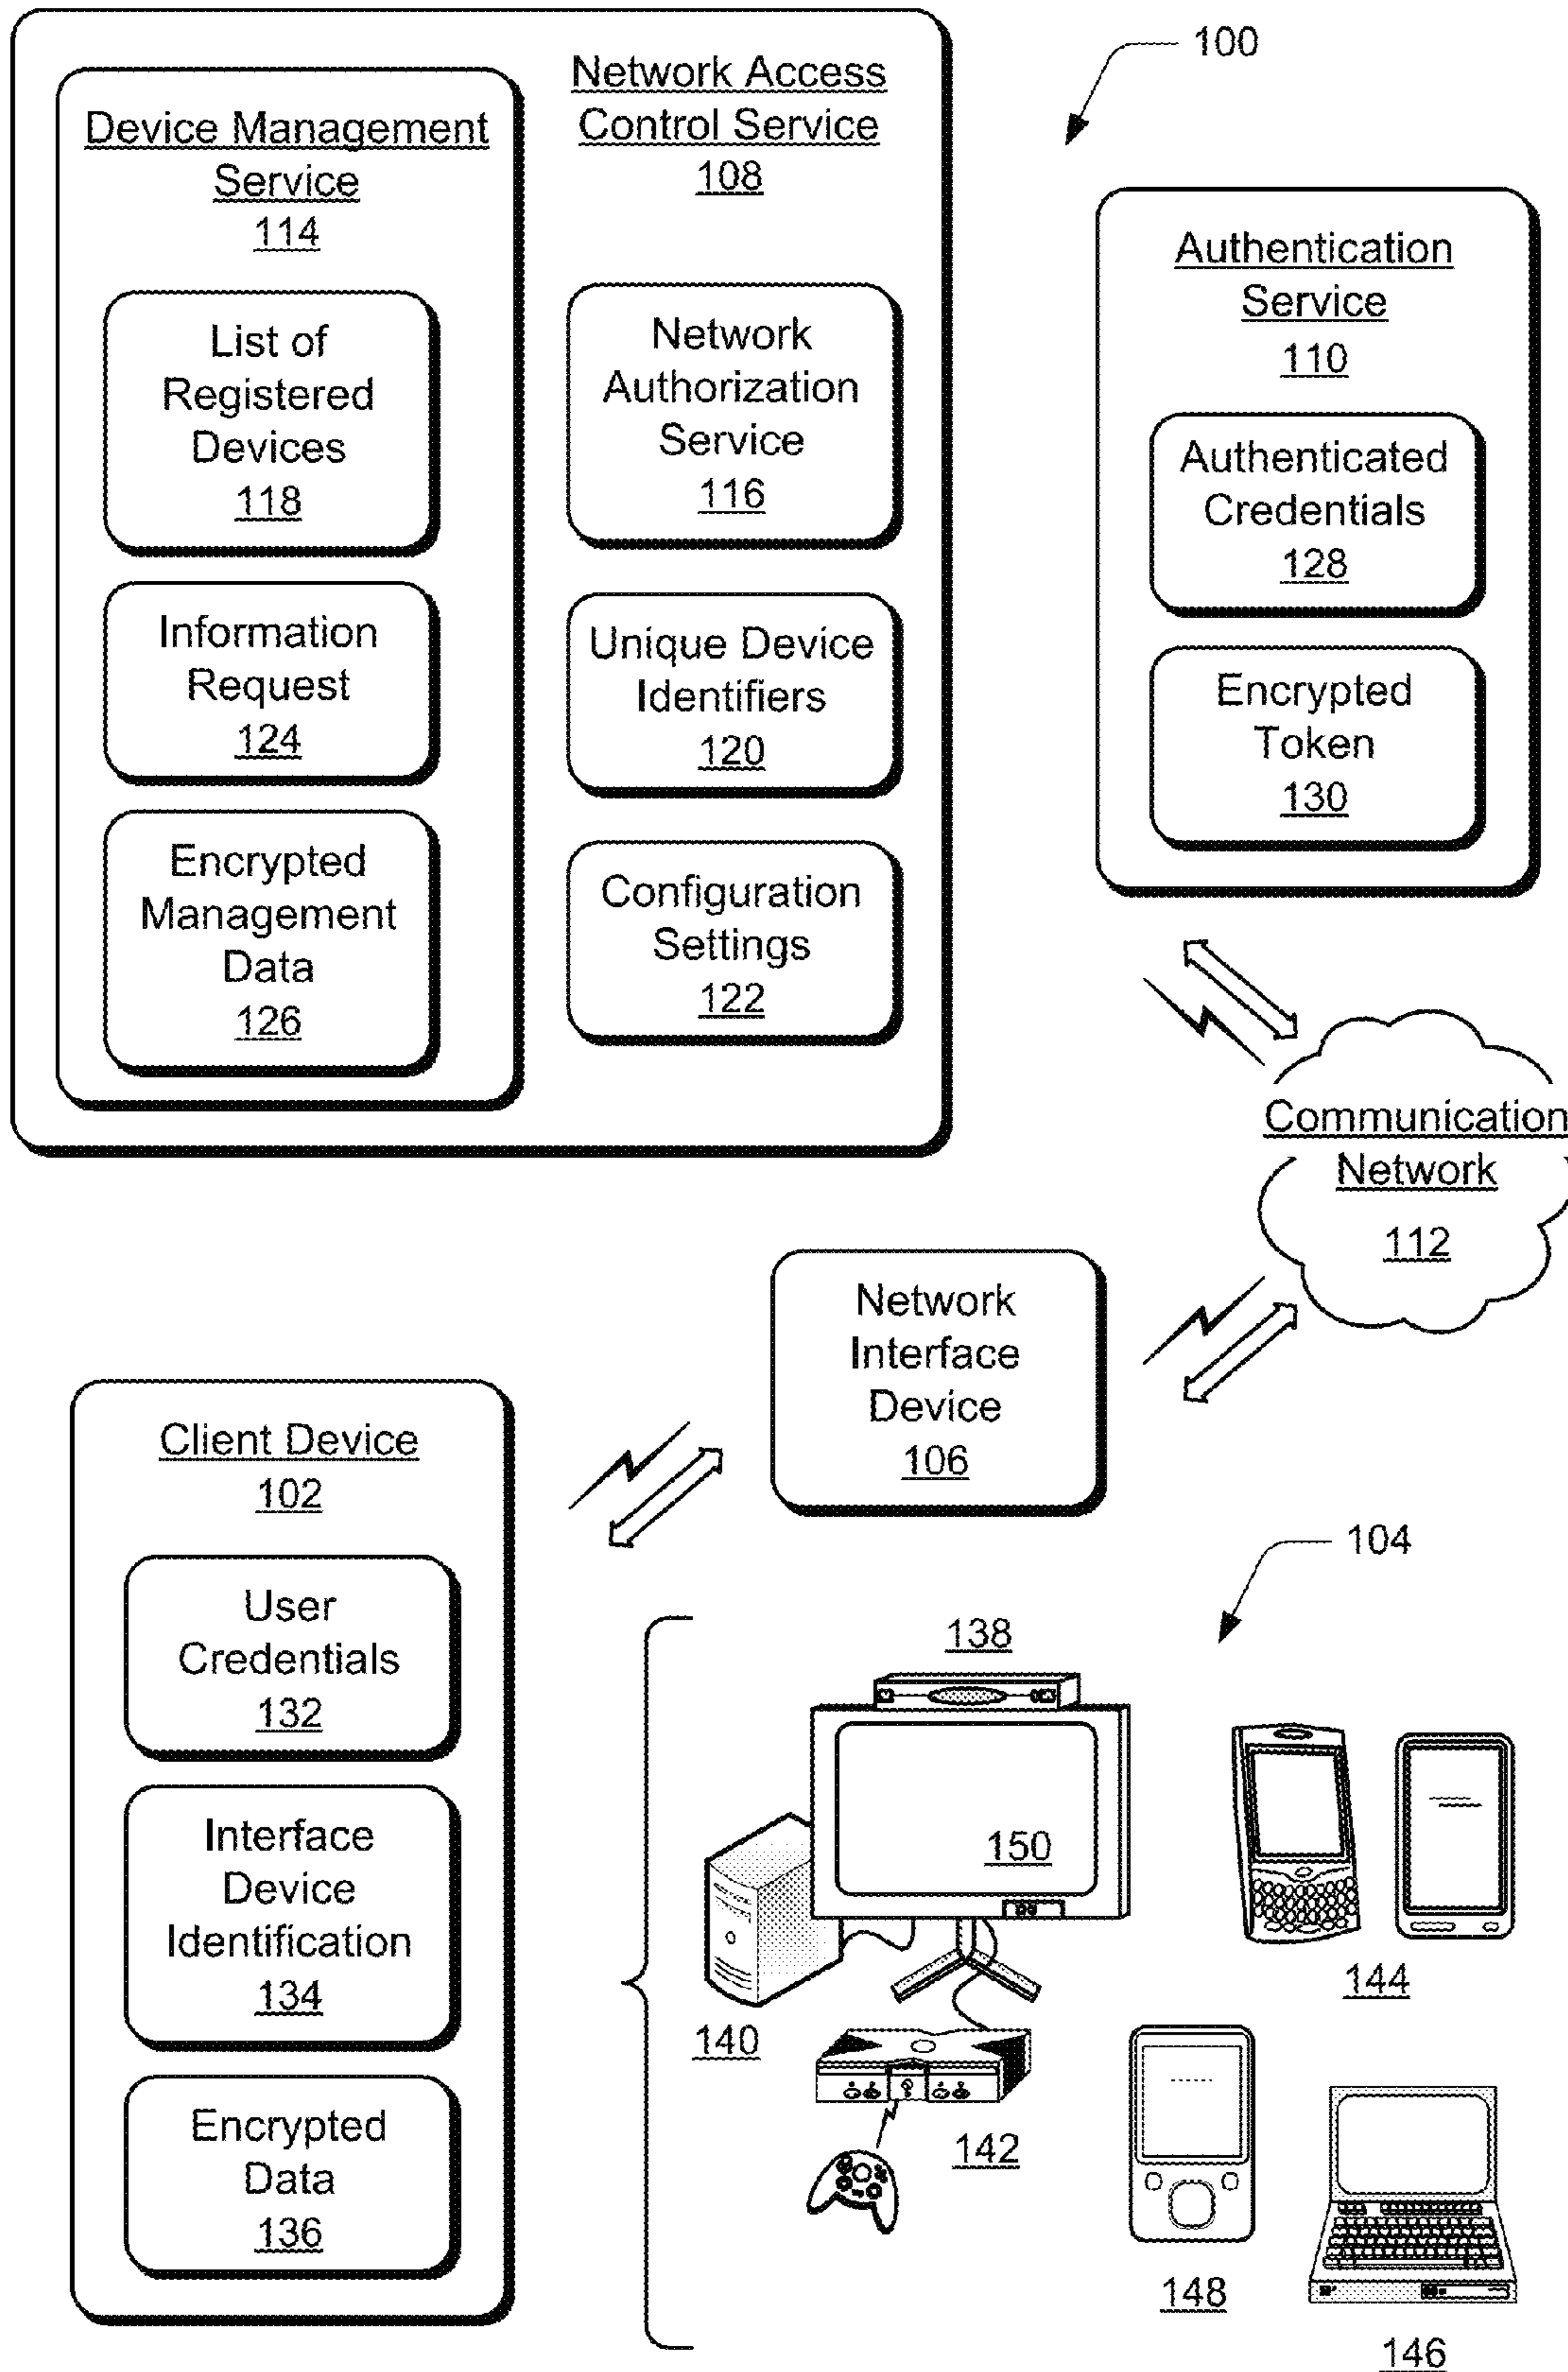 100
Network Access
Control Service
108
Device Management
Service
114
List of
Registered
Devices
118
Information
Request
124
Encrypted
Management
Data
126
Network
Authorization
Service
116
Unique Device
Identifiers
120
Configuration
Settings
122
Authentication
Service
110
Authenticated
Credentials
128
Encrypted
Token
130
Communication
Network
112
Network
Interface
Device
106
Client Device
102
User
Credentials
132
Interface
Device
Identification
134
Encrypted
Data
136
104
138
150
140
142
144
148
146